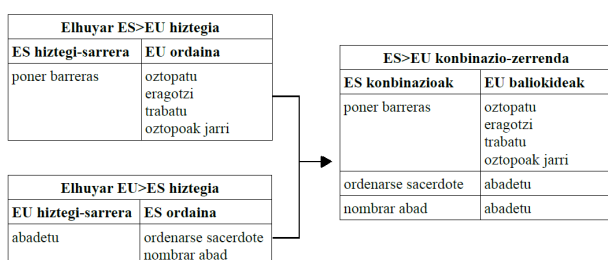 Elhuyar ES>EU hiztegia
ES hiztegi-sarrera EU ordaina
poner barreras oztopatu
eragotzi
trabatu
oztopoak jarri
Elhuyar EU>ES hiztegia
EU hiztegi-sarrera ES ordaina
abadetu ordenarse sacerdote
nombrar abad
ES>EU konbinazio-zerrenda
ES konbinazioak EU baliokideak
poner barreras oztopatu
eragotzi
trabatu
oztopoak jarri
ordenarse sacerdote abadetu
nombrar abad abadetu